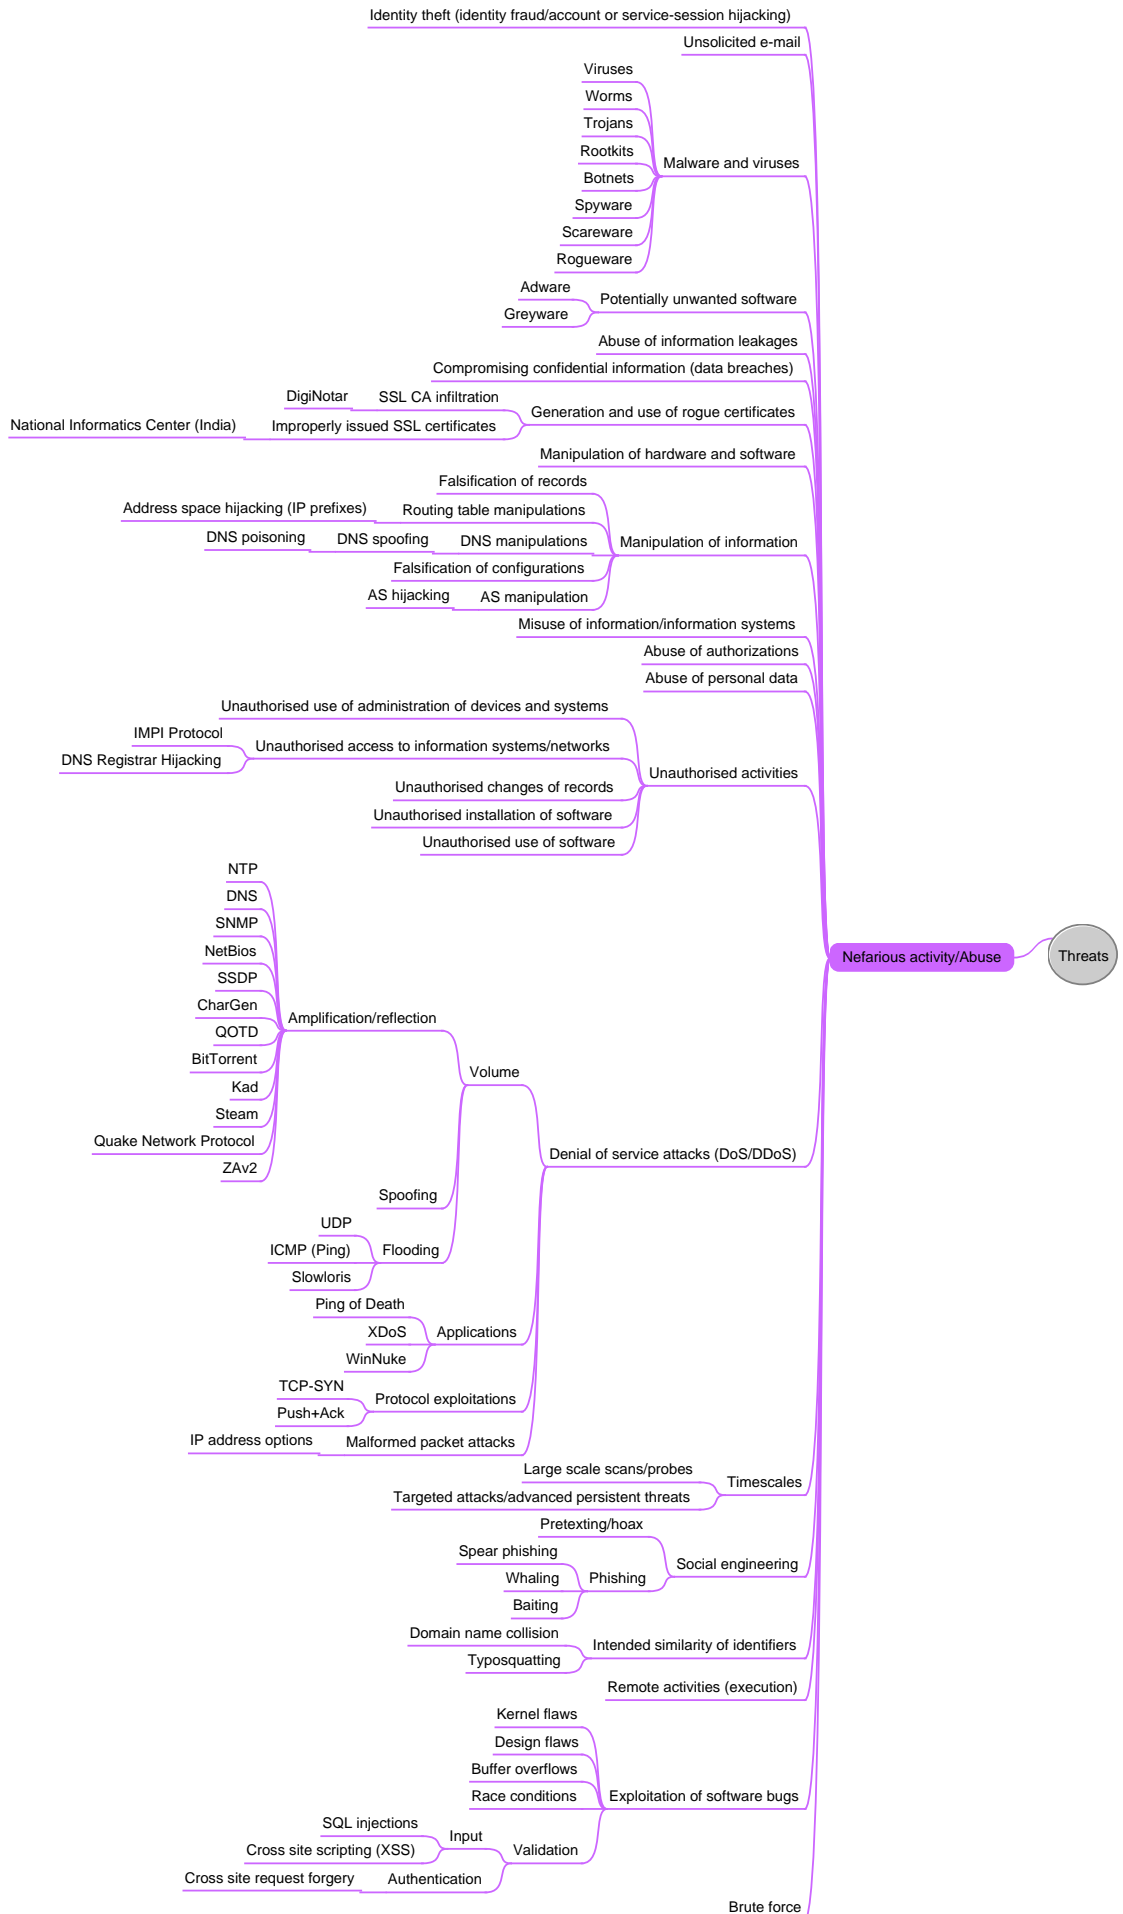 Identity theft (identity fraud/account or service-session hijacking)
Unsolicited e-mail
Viruses
Worms
Trojans
Rootkits
Botnets
Spyware
Scareware
Rogueware
Malware and viruses
Adware
Greyware
Potentially unwanted software
Abuse of information leakages
Compromising confidential information (data breaches)
DigiNotar
SSL CA infiltration
National Informatics Center (India)
Improperly issued SSL certificates
Generation and use of rogue certificates
Manipulation of hardware and software
Falsification of records
Address space hijacking (IP prefixes)
Routing table manipulations
DNS poisoning
DNS spoofing
DNS manipulations
Falsification of configurations
AS hijacking
AS manipulation
Manipulation of information
Misuse of information/information systems
Abuse of authorizations
Abuse of personal data
Unauthorised use of administration of devices and systems
IMPI Protocol
DNS Registrar Hijacking
Unauthorised access to information systems/networks
Unauthorised changes of records
Unauthorised installation of software
Unauthorised use of software
Unauthorised activities
NTP
DNS
SNMP
NetBios
SSDP
CharGen
QOTD
BitTorrent
Kad
Steam
Quake Network Protocol
ZAv2
Amplification/reflection
Spoofing
UDP
ICMP (Ping)
Slowloris
Flooding
Volume
Ping of Death
XDoS
WinNuke
Applications
TCP-SYN
Push+Ack
Protocol exploitations
IP address options
Malformed packet attacks
Denial of service attacks (DoS/DDoS)
Large scale scans/probes
Targeted attacks/advanced persistent threats
Timescales
Pretexting/hoax
Spear phishing
Whaling
Baiting
Phishing
Social engineering
Domain name collision
Typosquatting
Intended similarity of identifiers
Remote activities (execution)
Kernel flaws
Design flaws
Buffer overflows
Race conditions
SQL injections
Cross site scripting (XSS)
Input
Cross site request forgery
Authentication
Validation
Exploitation of software bugs
Brute force
Nefarious activity/Abuse
Threats